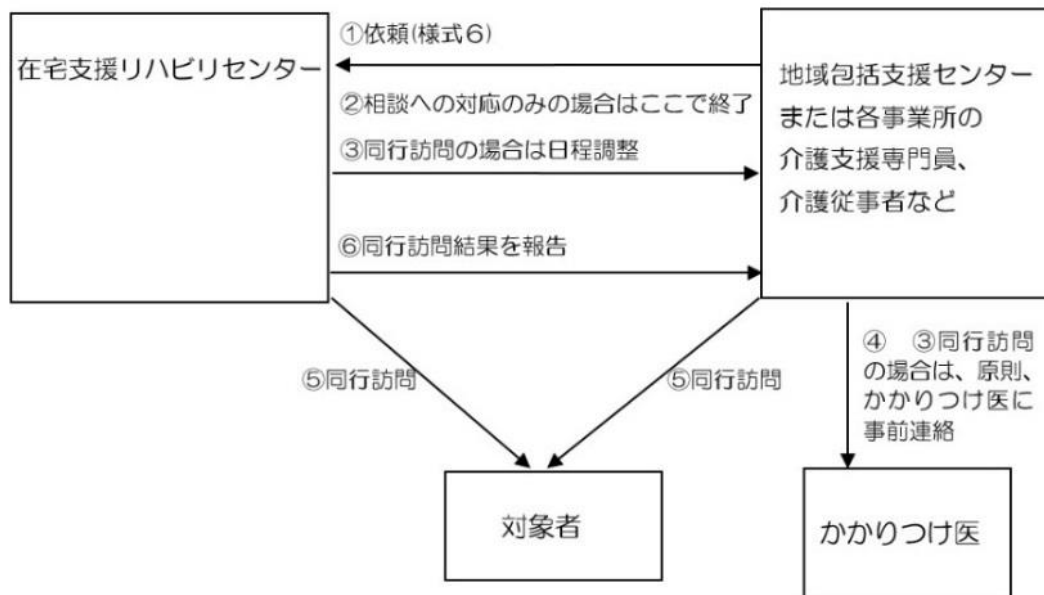 ①依頼(様式6)
在宅支援リハビリセンター
②相談への対応のみの場合はここで終了
③同行訪問の場合は日程調整
⑥同行訪問結果を報告
地域包括支援センター
または各事業所の
介護支援専門員、
介護従事者など
⑤同行訪問
⑤同行訪問
④　③同行訪問
の場合は、原則、
かかりつけ医に
事前連絡
対象者
かかりつけ医